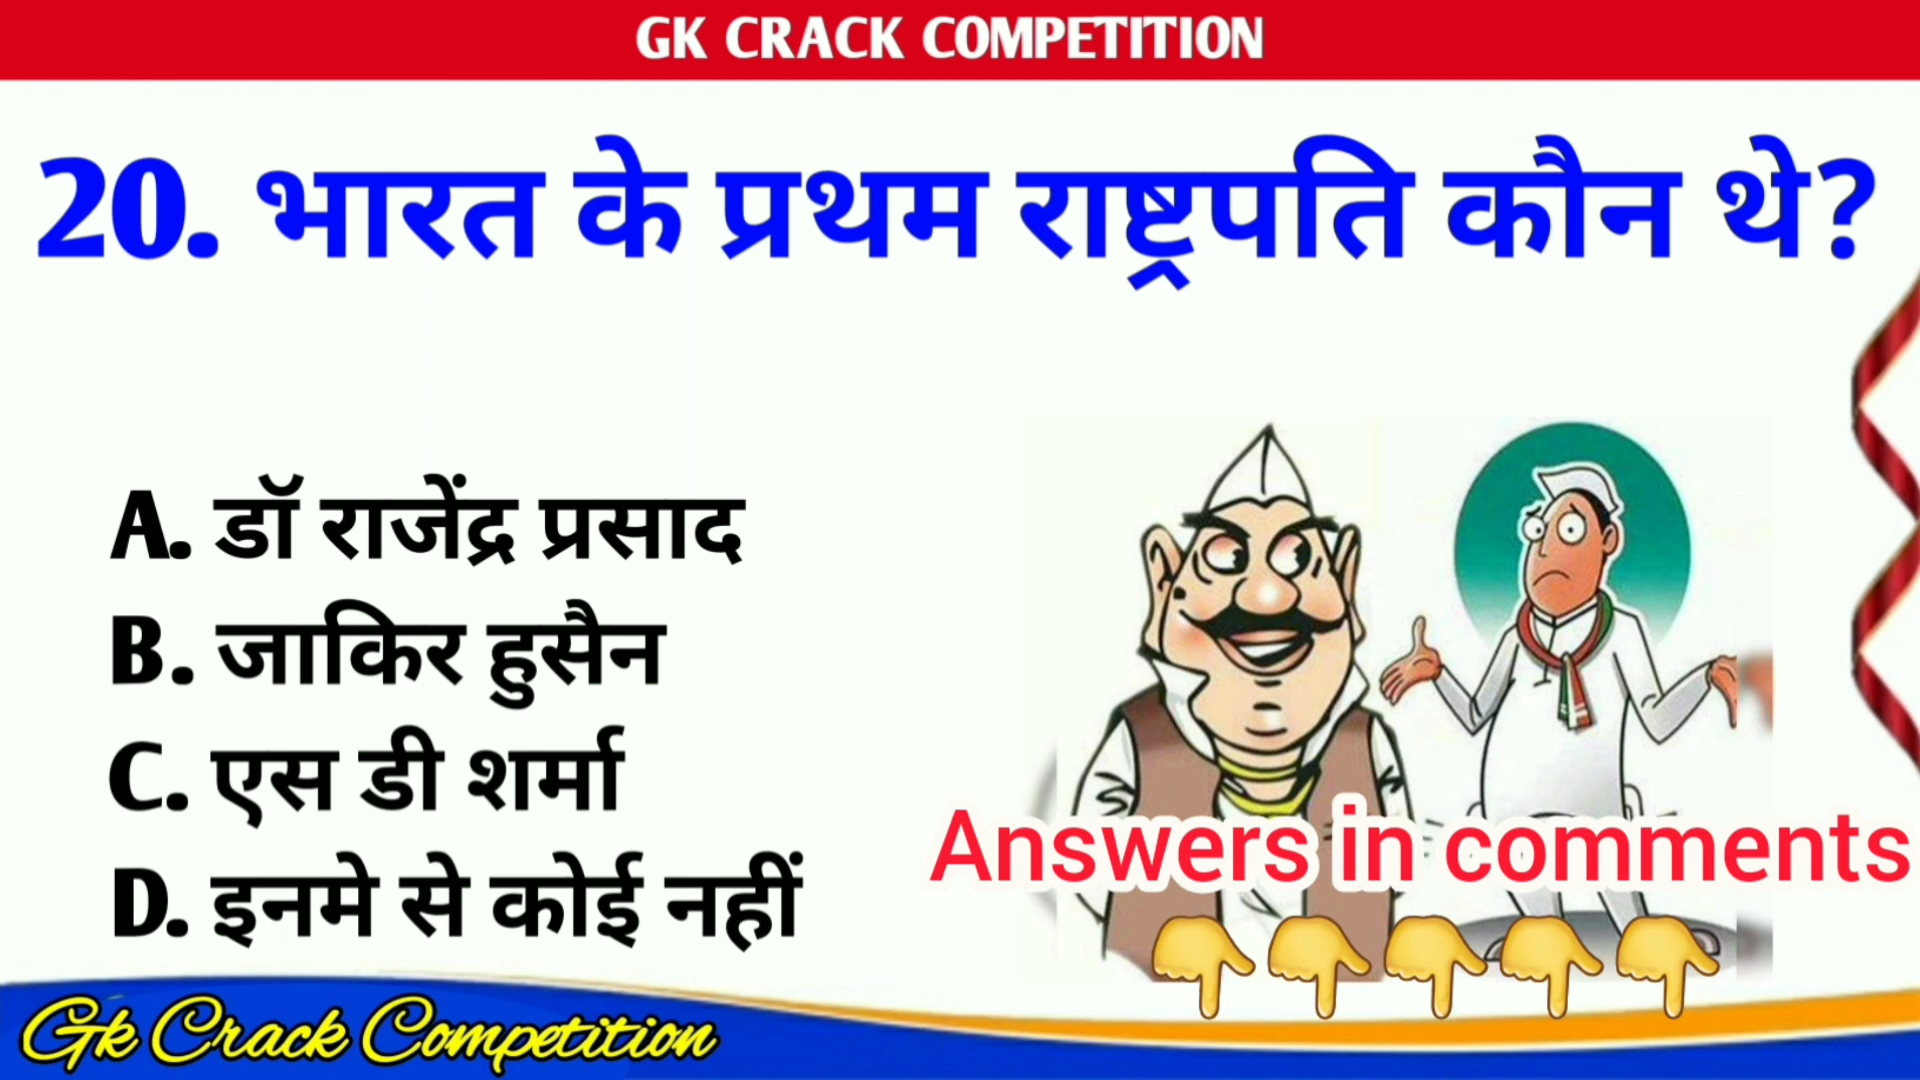 GK CRACK COMPETITION
20. भारत के प्रथम राष्ट्रपति कौन थे?
A. डॉ राजेंद्र प्रसाद
B. जाकिर हुसैन
C. एस डी शर्मा
D. इनमे से कोई नहीं
Answers in comments
Gk Crack Competition